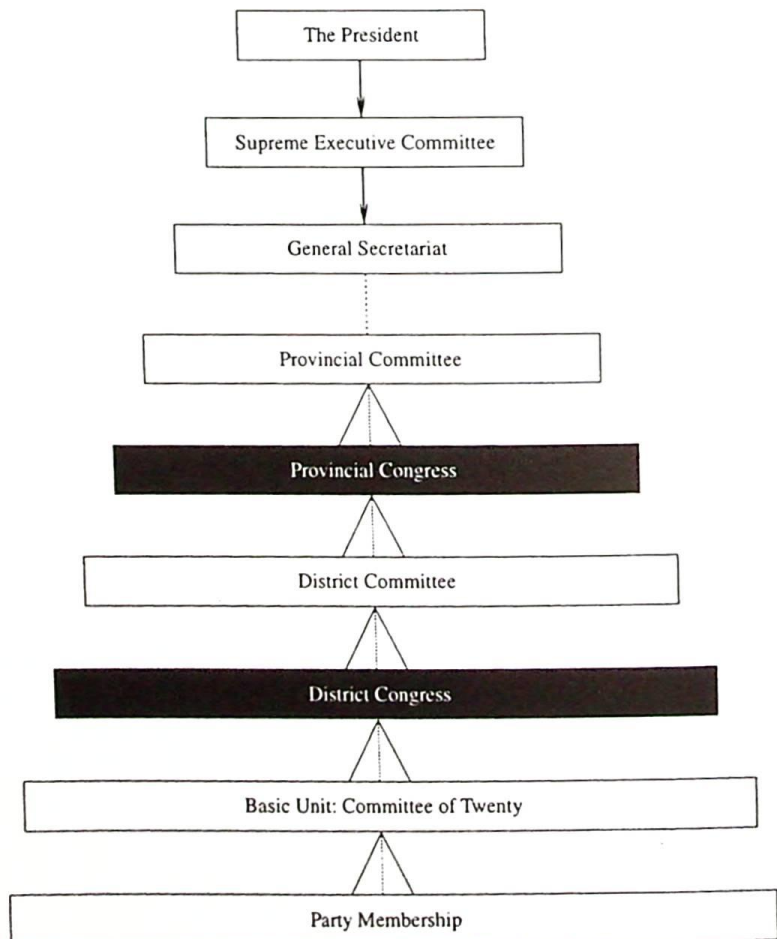 The President
Supreme Executive Committee
General Secretariat
Provincial Committee
Provincial Congress
District Committee
District Congress
Basic Unit: Committee of Twenty
Party Membership